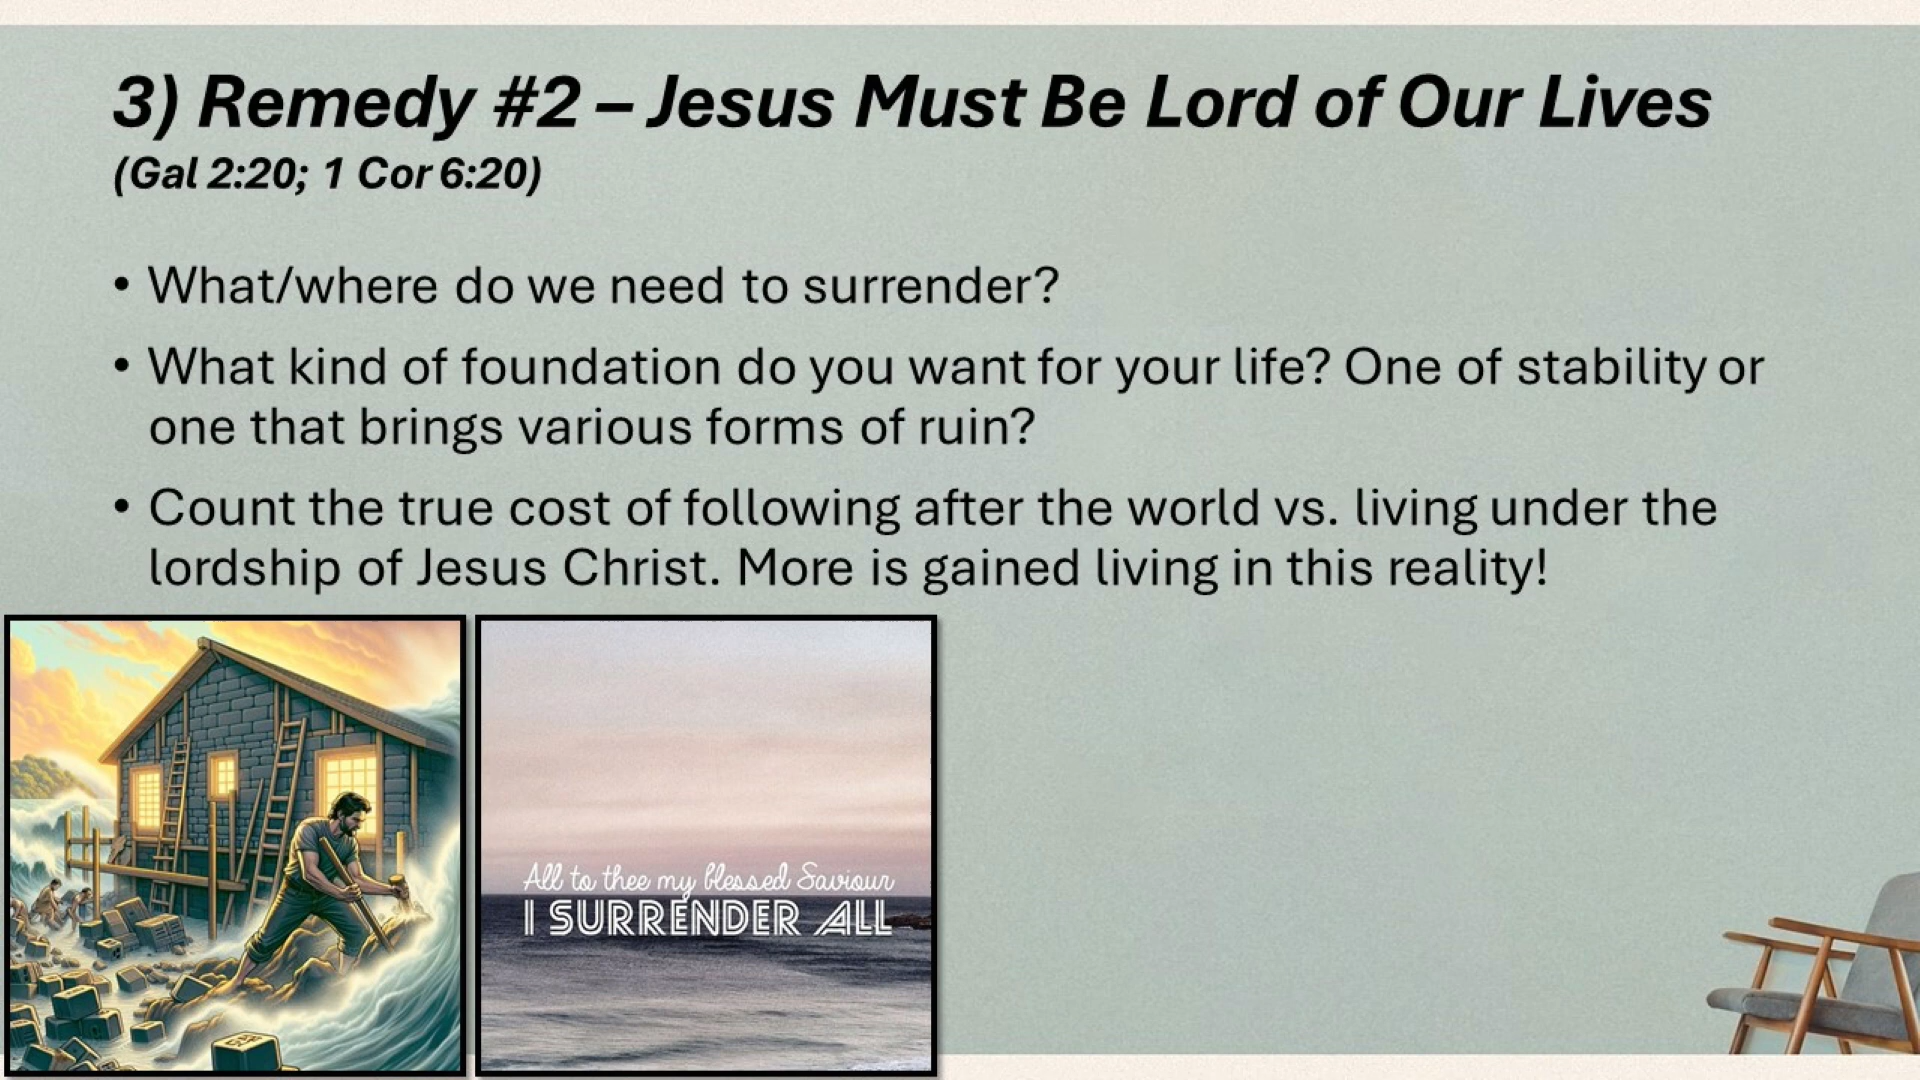 3) Remedy #2 – Jesus Must Be Lord of Our Lives
(Gal 2:20; 1 Cor 6:20)
• What/where do we need to surrender?
• What kind of foundation do you want for your life? One of stability or
one that brings various forms of ruin?
• Count the true cost of following after the world vs. living under the
lordship of Jesus Christ. More is gained living in this reality!
All to thee my blessed Saviour
I SURRENDER ALL